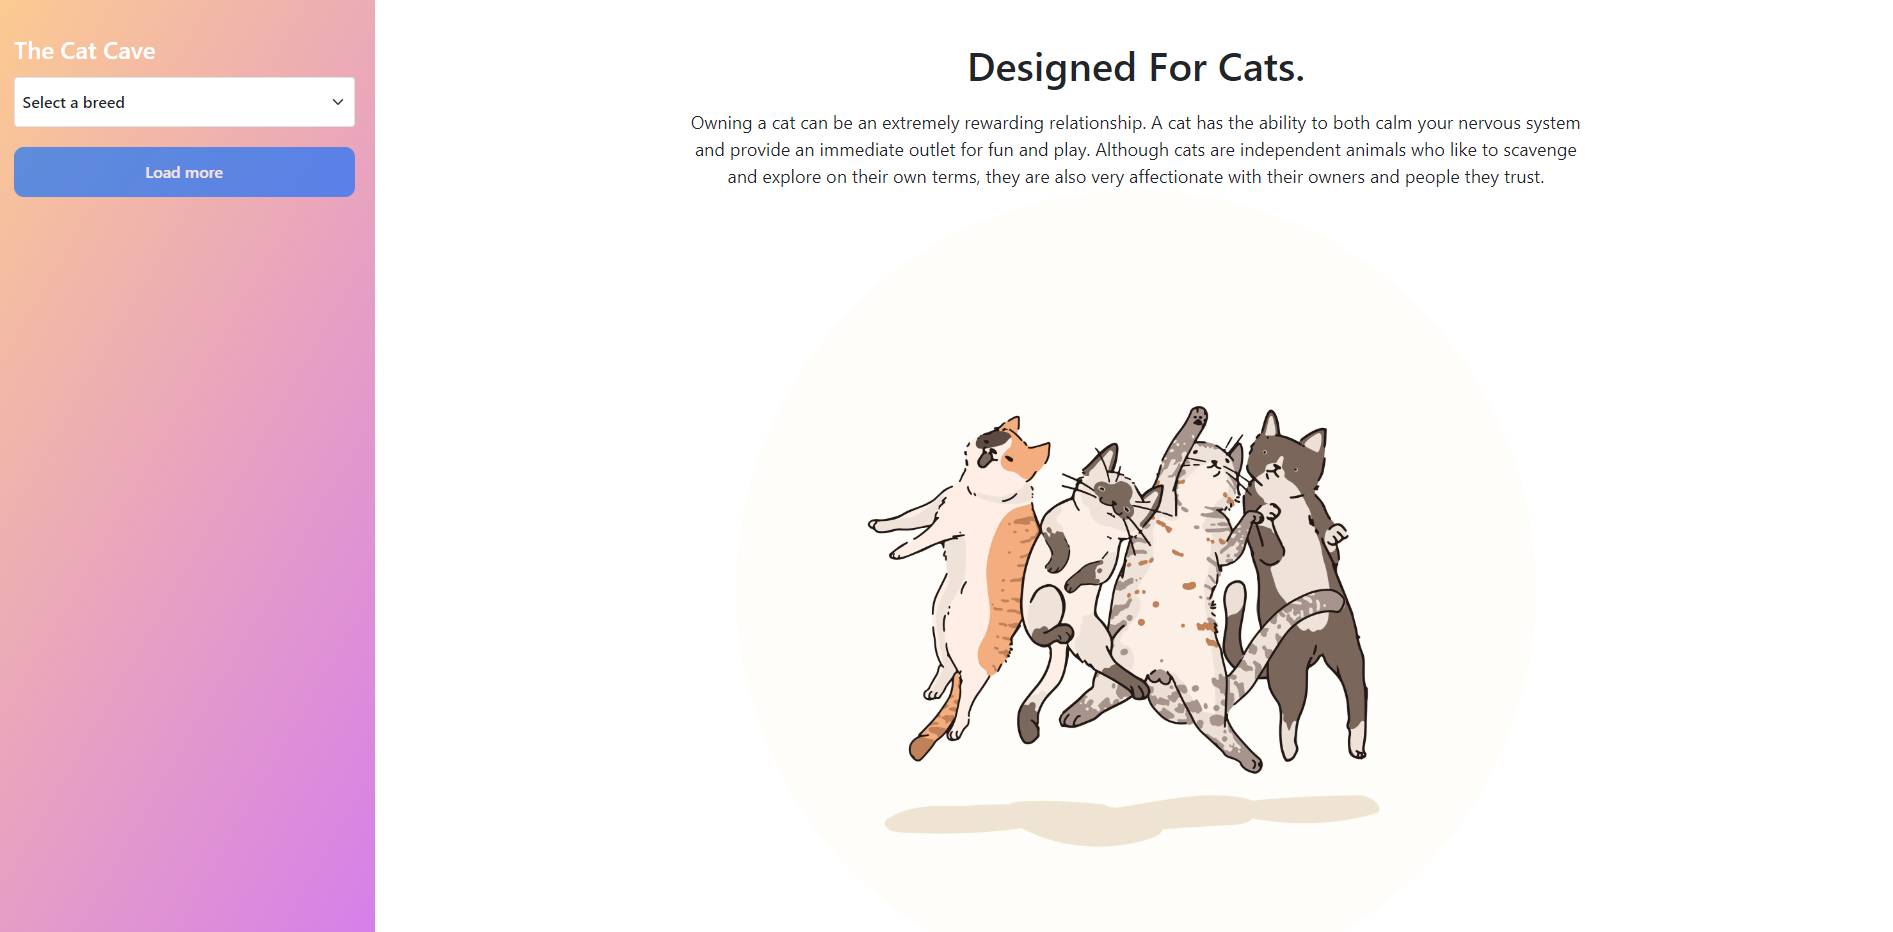 The Cat Cave
Select a breed
Load more
Designed For Cats.
Owning a cat can be an extremely rewarding relationship. A cat has the ability to both calm your nervous system
and provide an immediate outlet for fun and play. Although cats are independent animals who like to scavenge
and explore on their own terms, they are also very affectionate with their owners and people they trust.